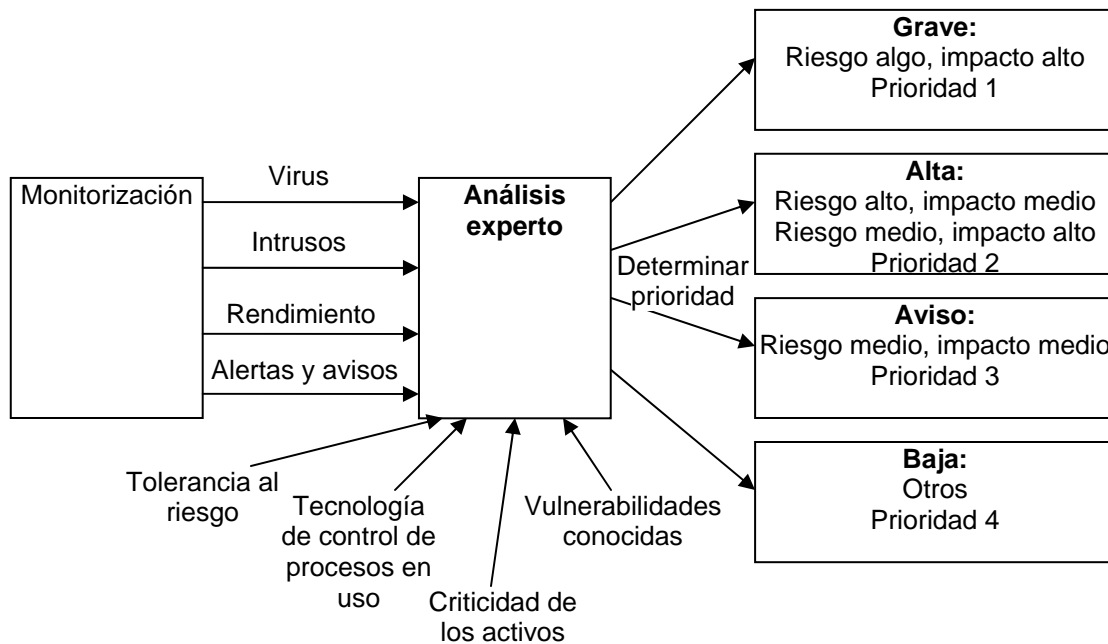 Monitorización
Virus
Intrusos
Rendimiento
Alertas y avisos
Análisis
experto
Tolerancia al
riesgo
Tecnología
de control de
procesos en
uso
Criticidad de
los activos
Vulnerabilidades
conocidas
Determinar
prioridad
Grave:
Riesgo algo, impacto alto
Prioridad 1
Alta:
Riesgo alto, impacto medio
Riesgo medio, impacto alto
Prioridad 2
Aviso:
Riesgo medio, impacto medio
Prioridad 3
Baja:
Otros
Prioridad 4